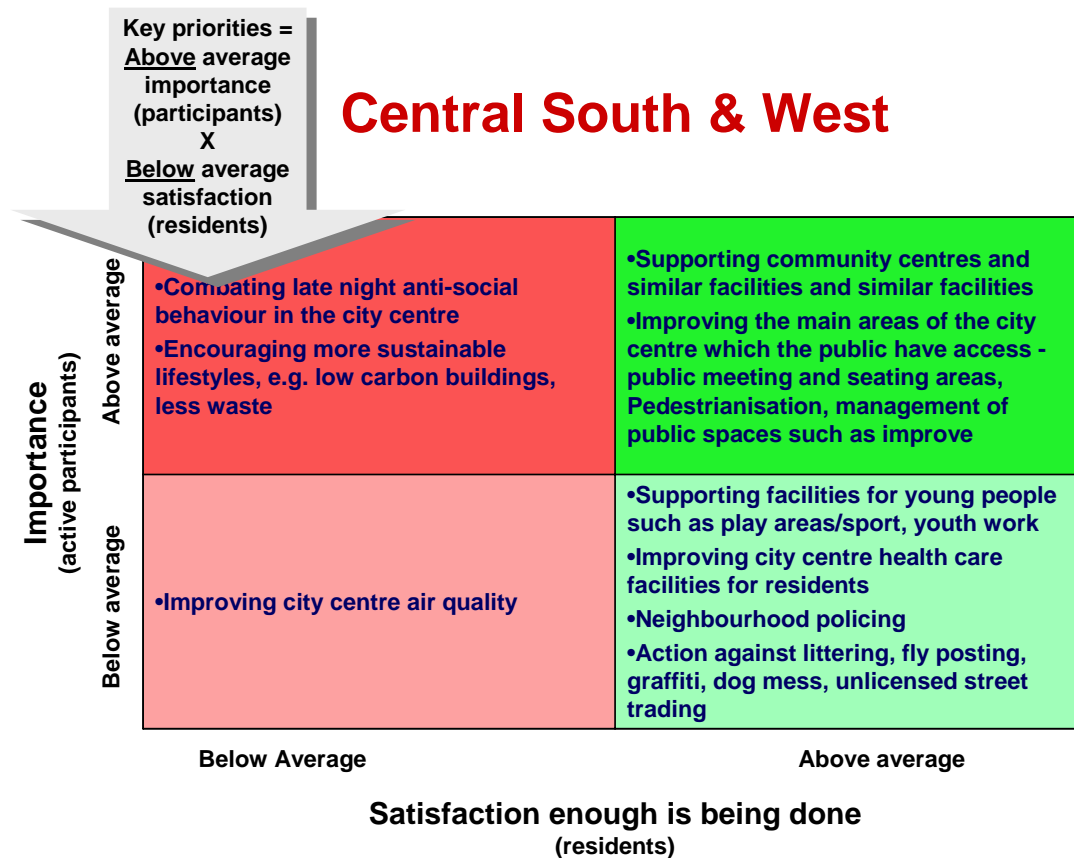 Key priorities =
Above average
importance
(participants)
X
Below average
satisfaction
(residents)
Central South & West
Importance
(active participants)
Above average
•Combating late night anti-social
behaviour in the city centre
•Encouraging more sustainable
lifestyles, e.g. low carbon buildings,
less waste
•Supporting community centres and
similar facilities and similar facilities
•Improving the main areas of the city
centre which the public have access -
public meeting and seating areas,
Pedestrianisation, management of
public spaces such as improve
Below average
•Improving city centre air quality
•Supporting facilities for young people
such as play areas/sport, youth work
•Improving city centre health care
facilities for residents
•Neighbourhood policing
•Action against littering, fly posting,
graffiti, dog mess, unlicensed street
trading
Below Average
Above average
Satisfaction enough is being done
(residents)